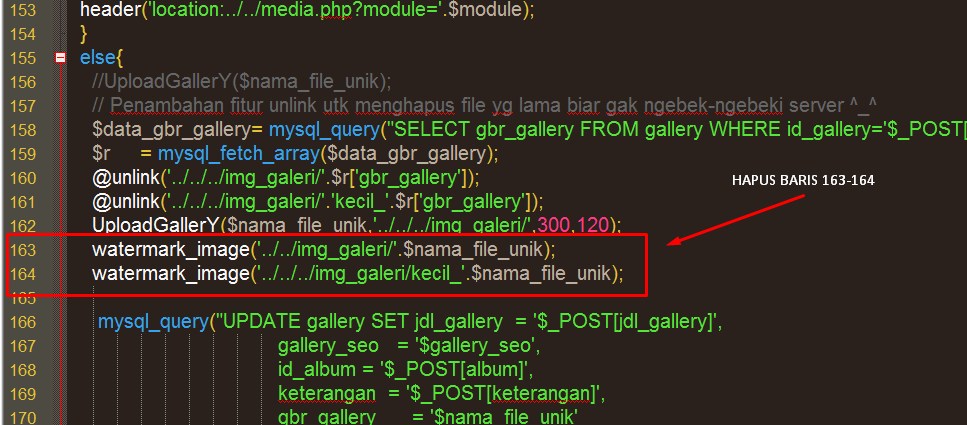 153 header('location:../../media.php?module='.$module);
154 }
155 else{
156 //UploadGallerY($nama_file_unik);
157 // Penambahan fitur unlink utk menghapus file yg lama biar gak ngebek-ngebeki server ^_^
158 $data_gbr_gallery= mysql_query("SELECT gbr_gallery FROM gallery WHERE id_gallery='$_POST[
159 $r = mysql_fetch_array($data_gbr_gallery);
160 @unlink('../../../img_galeri/'.$r['gbr_gallery']);
161 @unlink('../../../img_galeri/'.'kecil_'.$r['gbr_gallery']);
HAPUS BARIS 163-164
162 UploadGallerY($nama_file_unik,'../../../img_galeri/',300,120);
163 watermark_image('../../img_galeri/'.$nama_file_unik);
164 watermark_image('../../../img_galeri/kecil_'.$nama_file_unik);
165
166 mysql_query("UPDATE gallery SET jdl_gallery = '$_POST[jdl_gallery]',
167 gallery_seo = '$gallery_seo',
168 id_album = '$_POST[album]',
169 keterangan = '$_POST[keterangan]',
170 gbr_gallery = '$nama_file_unik'